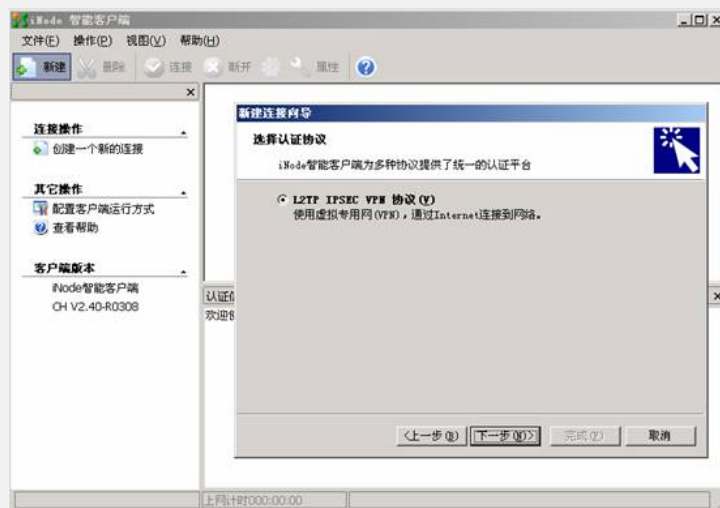 iNode 智能客户端
文件(F) 操作(P) 视图(V) 帮助(H)
新建 删除 连接 断开 属性
新建连接向导
连接操作
选择认证协议
创建一个新的连接
iNode智能客户端为多种协议提供了统一的认证平台
其它操作
L2TP IPSEC VPN 协议(Y)
配置客户端运行方式
使用虚拟专用网(VPN),通过Internet连接到网络。
查看帮助
客户端版本
iNode智能客户端
认证信
CH V2.40-R0308
欢迎使
<上一步(B) 下一步(N)> 完成(F) 取消
上网计时000:00:00